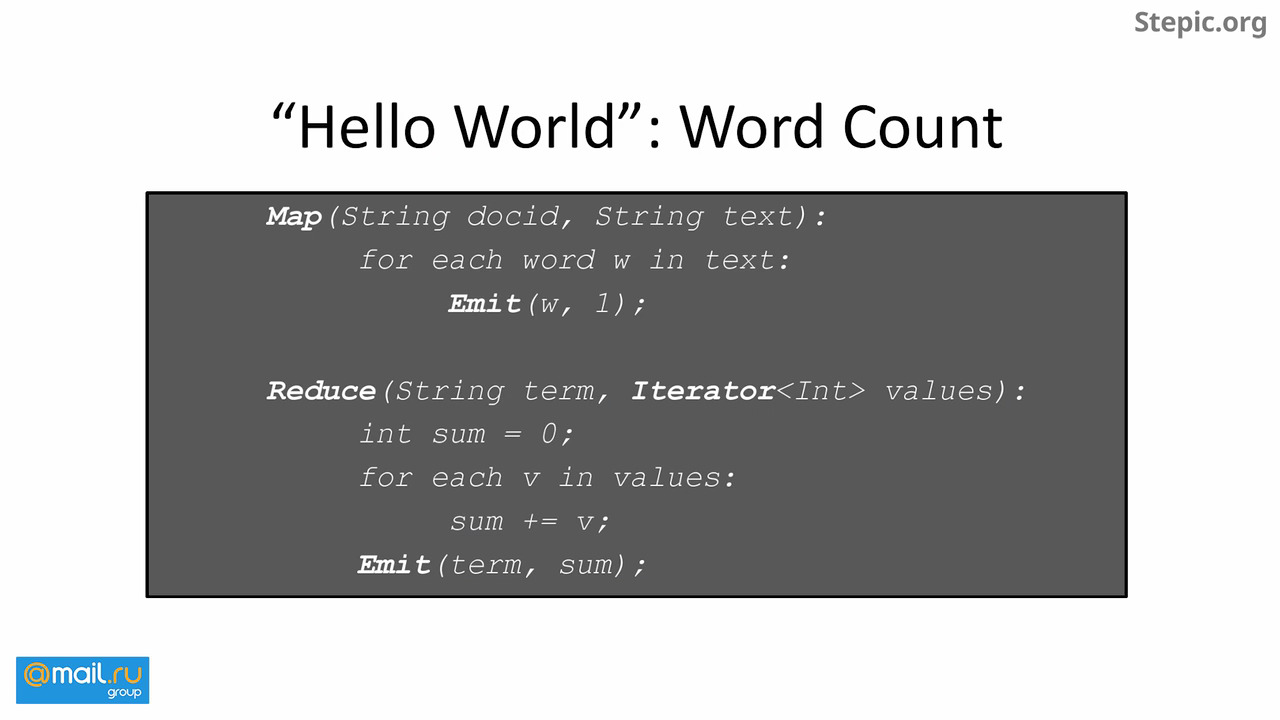 Stepic.org
“Hello World”: Word Count
Map(String docid, String text):
for each word w in text:
Emit(w, 1);
Reduce(String term, Iterator<Int> values):
int sum = 0;
for each v in values:
sum += v;
Emit(term, sum);
@mail.ru
group